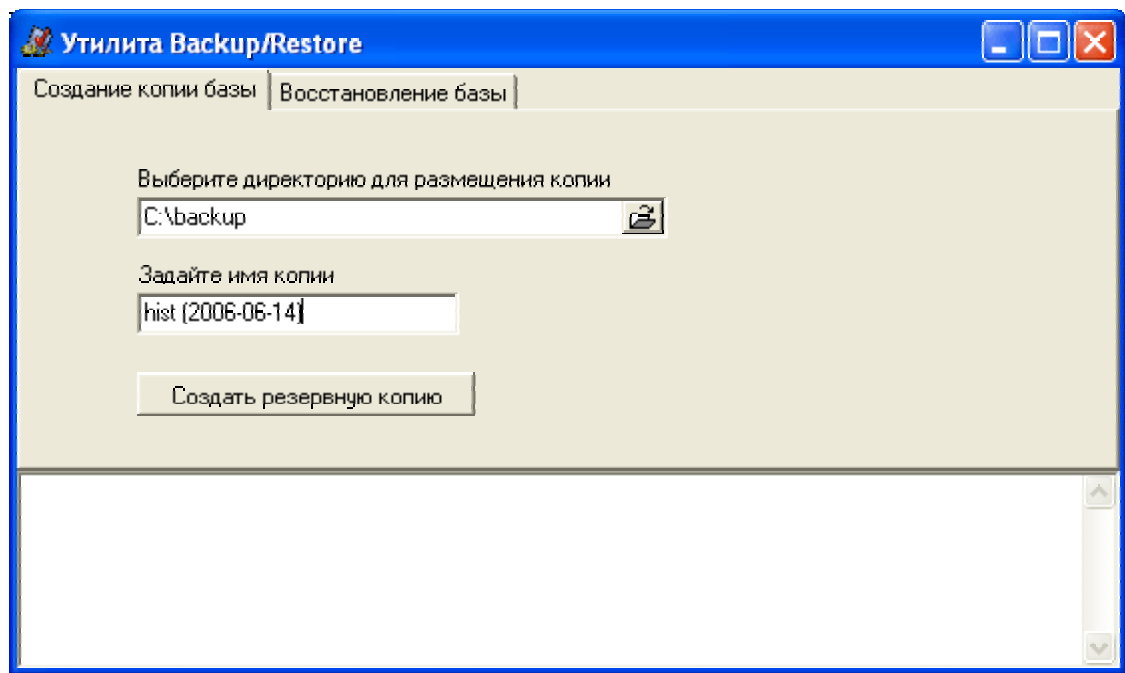 Утилита Backup/Restore
Создание копии базы Восстановление базы
Выберите директорию для размещения копии
C:\backup
Задайте имя копии
hist (2006-06-14)
Создать резервную копию